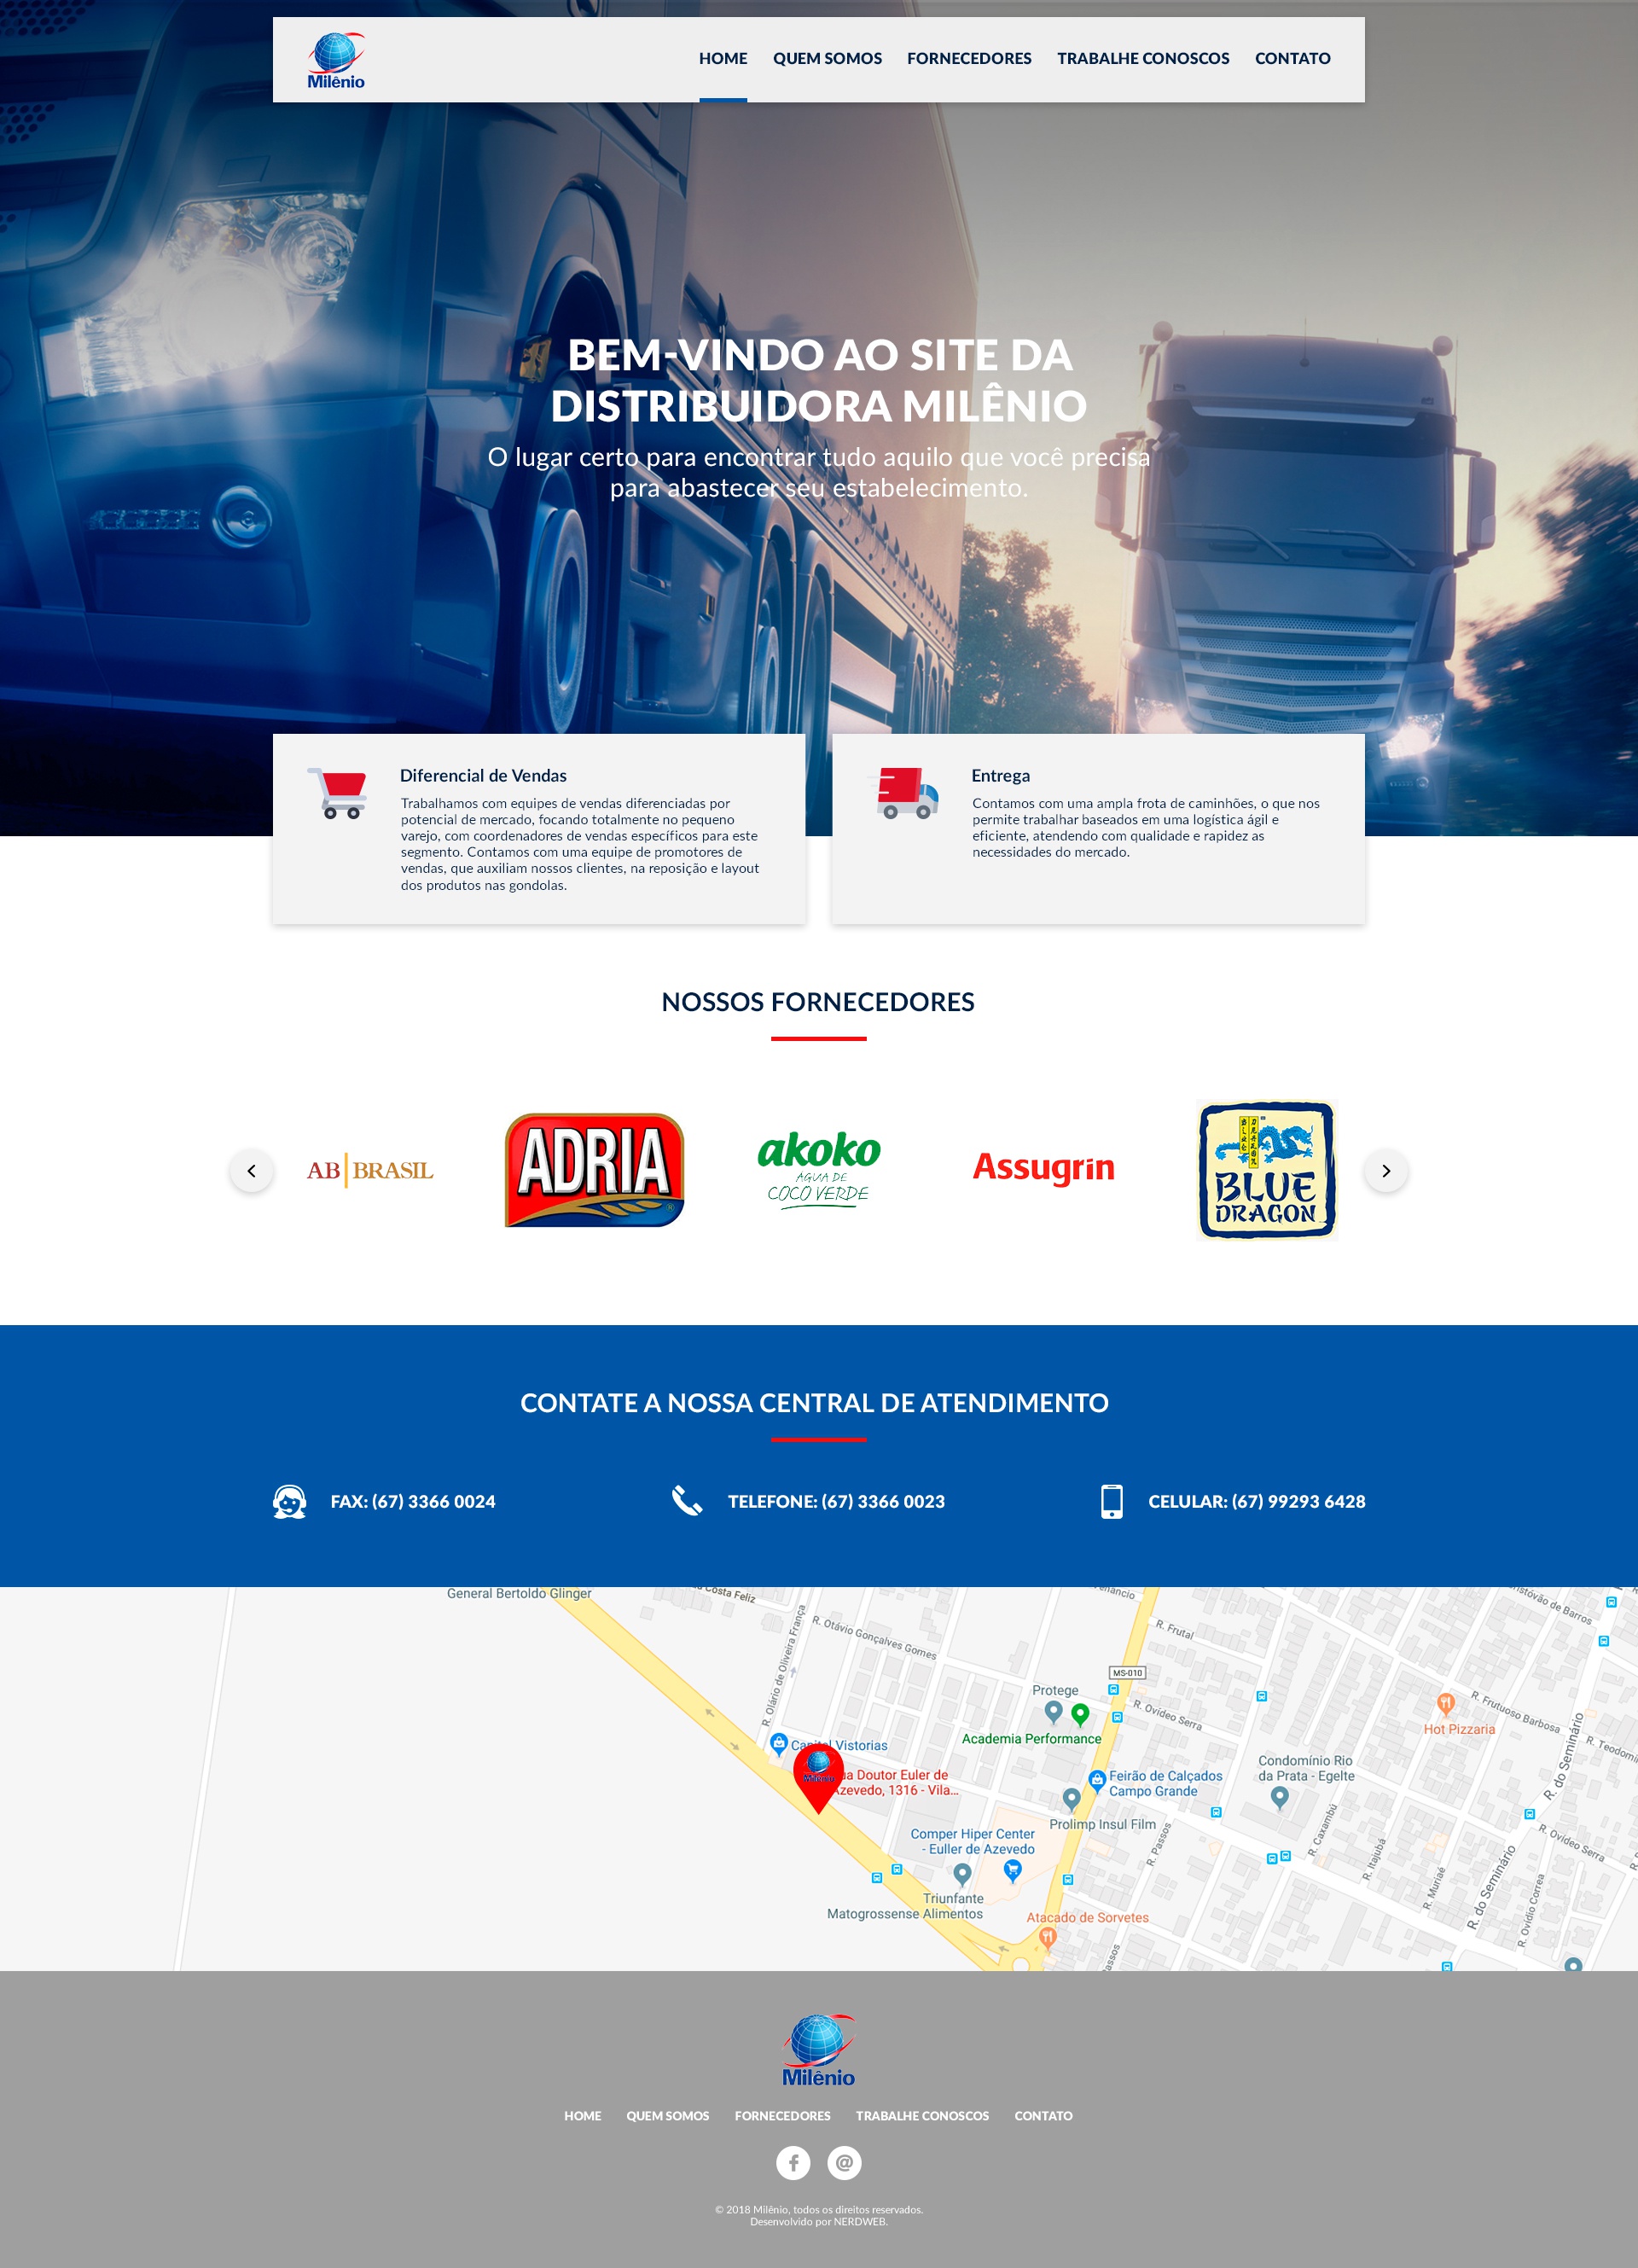 Milênio
HOME QUEM SOMOS FORNECEDORES TRABALHE CONOSCOS CONTATO
BEM-VINDO AO SITE DA
DISTRIBUIDORA MILÊNIO
O lugar certo para encontrar tudo aquilo que você precisa
para abastecer seu estabelecimento.
Diferencial de Vendas
Trabalhamos com equipes de vendas diferenciadas por
potencial de mercado, focando totalmente no pequeno
varejo, com coordenadores de vendas específicos para este
segmento. Contamos com uma equipe de promotores de
vendas, que auxiliam nossos clientes, na reposição e layout
dos produtos nas gondolas.
Entrega
Contamos com uma ampla frota de caminhões, o que nos
permite trabalhar baseados em uma logística ágil e
eficiente, atendendo com qualidade e rapidez as
necessidades do mercado.
NOSSOS FORNECEDORES
AB BRASIL
ADRIA
®
akoko
ÁGUA DE
COCO VERDE
Assugrin
BLUE
DRAGON
BLUE
DRAGON
CONTATE A NOSSA CENTRAL DE ATENDIMENTO
FAX: (67) 3366 0024
TELEFONE: (67) 3366 0023
CELULAR: (67) 99293 6428
General Bertoldo Glinger
Costa Feliz
R. Otávio Gonçalves Gomes
R. Olário de Oliveira França
R. Frutal
MS-010
Protege
R. Ovídeo Serra
Academia Performance
Capital Vistorias
Milênio
Doutor Euler de
Azevedo, 1316 - Vila...
Feirão de Calçados
Campo Grande
Prolimp Insul Film
Condomínio Rio
da Prata - Egelte
Hot Pizzaria
R. Frutuoso Barbosa
R. do Seminário
R. Ovídeo Serra
Comper Hiper Center
- Euller de Azevedo
R. Passos
R. Caxambú
R. Itajubá
R. Muriaé
R. do Seminário
R. Ovídio Correa
Triunfante
Matogrossense Alimentos
Atacado de Sorvetes
Milênio
HOME QUEM SOMOS FORNECEDORES TRABALHE CONOSCOS CONTATO
© 2018 Milênio, todos os direitos reservados.
Desenvolvido por NERDWEB.